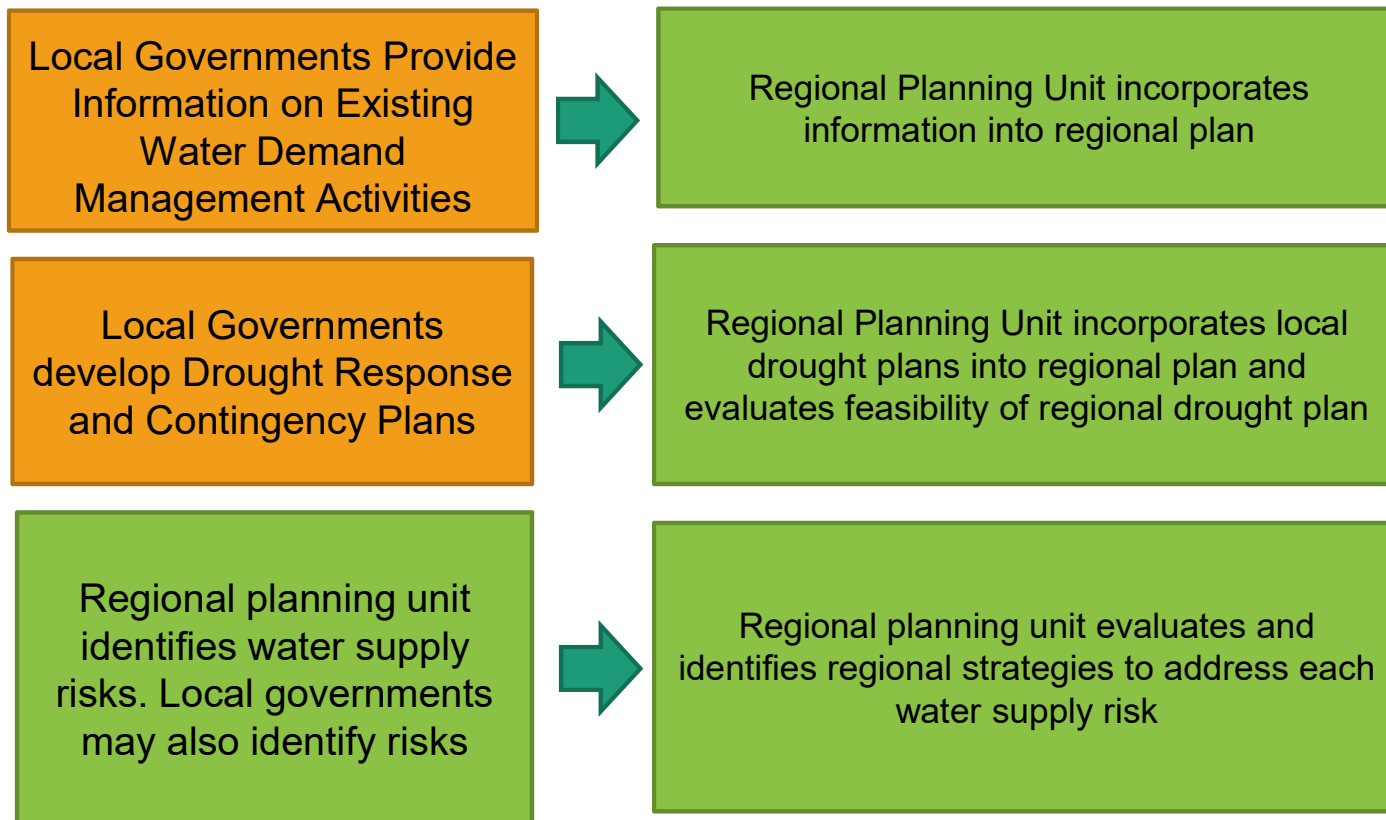 Local Governments Provide
Information on Existing
Water Demand
Management Activities
Regional Planning Unit incorporates
information into regional plan
Local Governments
develop Drought Response
and Contingency Plans
Regional Planning Unit incorporates local
drought plans into regional plan and
evaluates feasibility of regional drought plan
Regional planning unit
identifies water supply
risks. Local governments
may also identify risks
Regional planning unit evaluates and
identifies regional strategies to address each
water supply risk